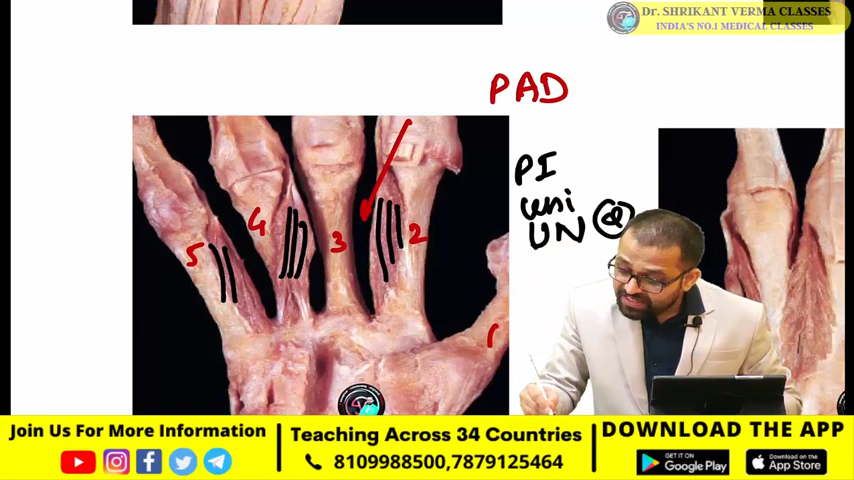 Dr. SHRIKANT VERMA CLASSES
INDIA'S NO.1 MEDICAL CLASSES
PAD
PI
uni
UN
5
4
3
2
1
Join Us For More Information
Teaching Across 34 Countries
8109988500,7879125464
DOWNLOAD THE APP
GET IT ON
Google Play
Download on the
App Store